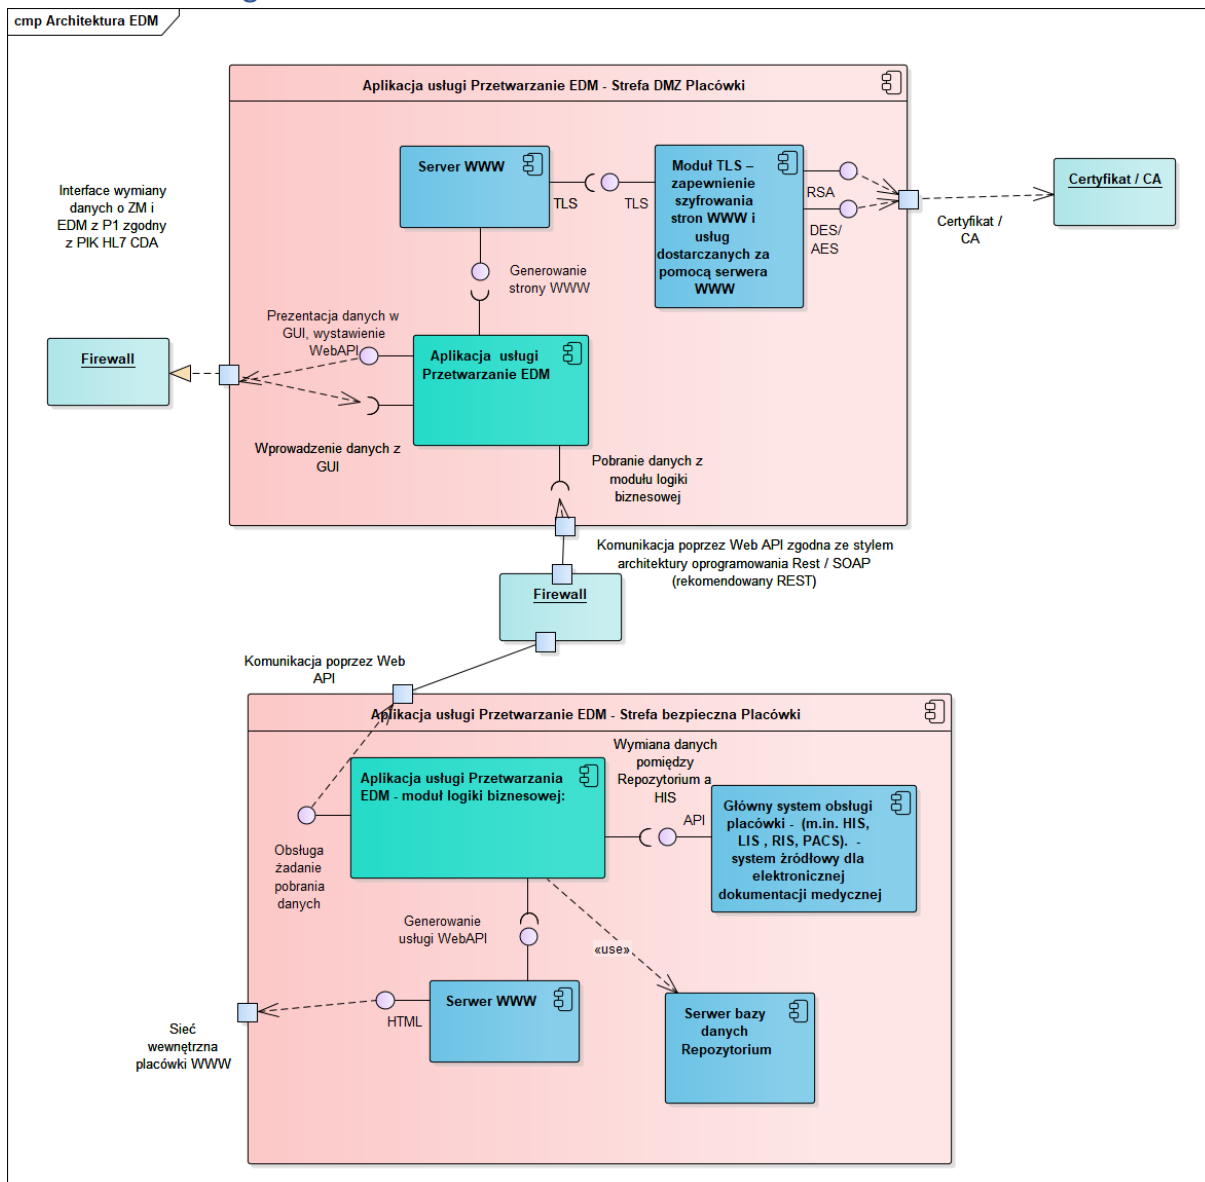 cmp Architektura EDM
Aplikacja usługi Przetwarzanie EDM - Strefa DMZ Placówki
Server WWW
Moduł TLS –
zapewnienie
szyfrowania
stron WWW i
usług
dostarczanych za
pomocą serwera
WWW
TLS
TLS
RSA
DES/
AES
Certyfikat / CA
Certyfikat /
CA
Interface wymiany
danych o ZM i
EDM z P1 zgodny
z PIK HL7 CDA
Generowanie
strony WWW
Prezentacja danych w
GUI, wystawienie
WebAPI
Firewall
Aplikacja usługi
Przetwarzanie EDM
Wprowadzenie danych z
GUI
Pobranie danych z
modułu logiki
biznesowej
Komunikacja poprzez Web API zgodna ze stylem
architektury oprogramowania Rest / SOAP
(rekomendowany REST)
Firewall
Komunikacja poprzez Web
API
Aplikacja usługi Przetwarzanie EDM - Strefa bezpieczna Placówki
Wymiana danych
pomiędzy
Repozytorium a
HIS
Aplikacja usługi Przetwarzania
EDM - moduł logiki biznesowej:
API
Główny system obsługi
placówki - (m.in. HIS,
LIS , RIS, PACS). -
system żródłowy dla
elektronicznej
dokumentacji medycznej
Obsługa
żadanie
pobrania
danych
Generowanie
usługi WebAPI
«use»
Serwer WWW
HTML
Serwer bazy
danych
Repozytorium
Sieć
wewnętrzna
placówki WWW